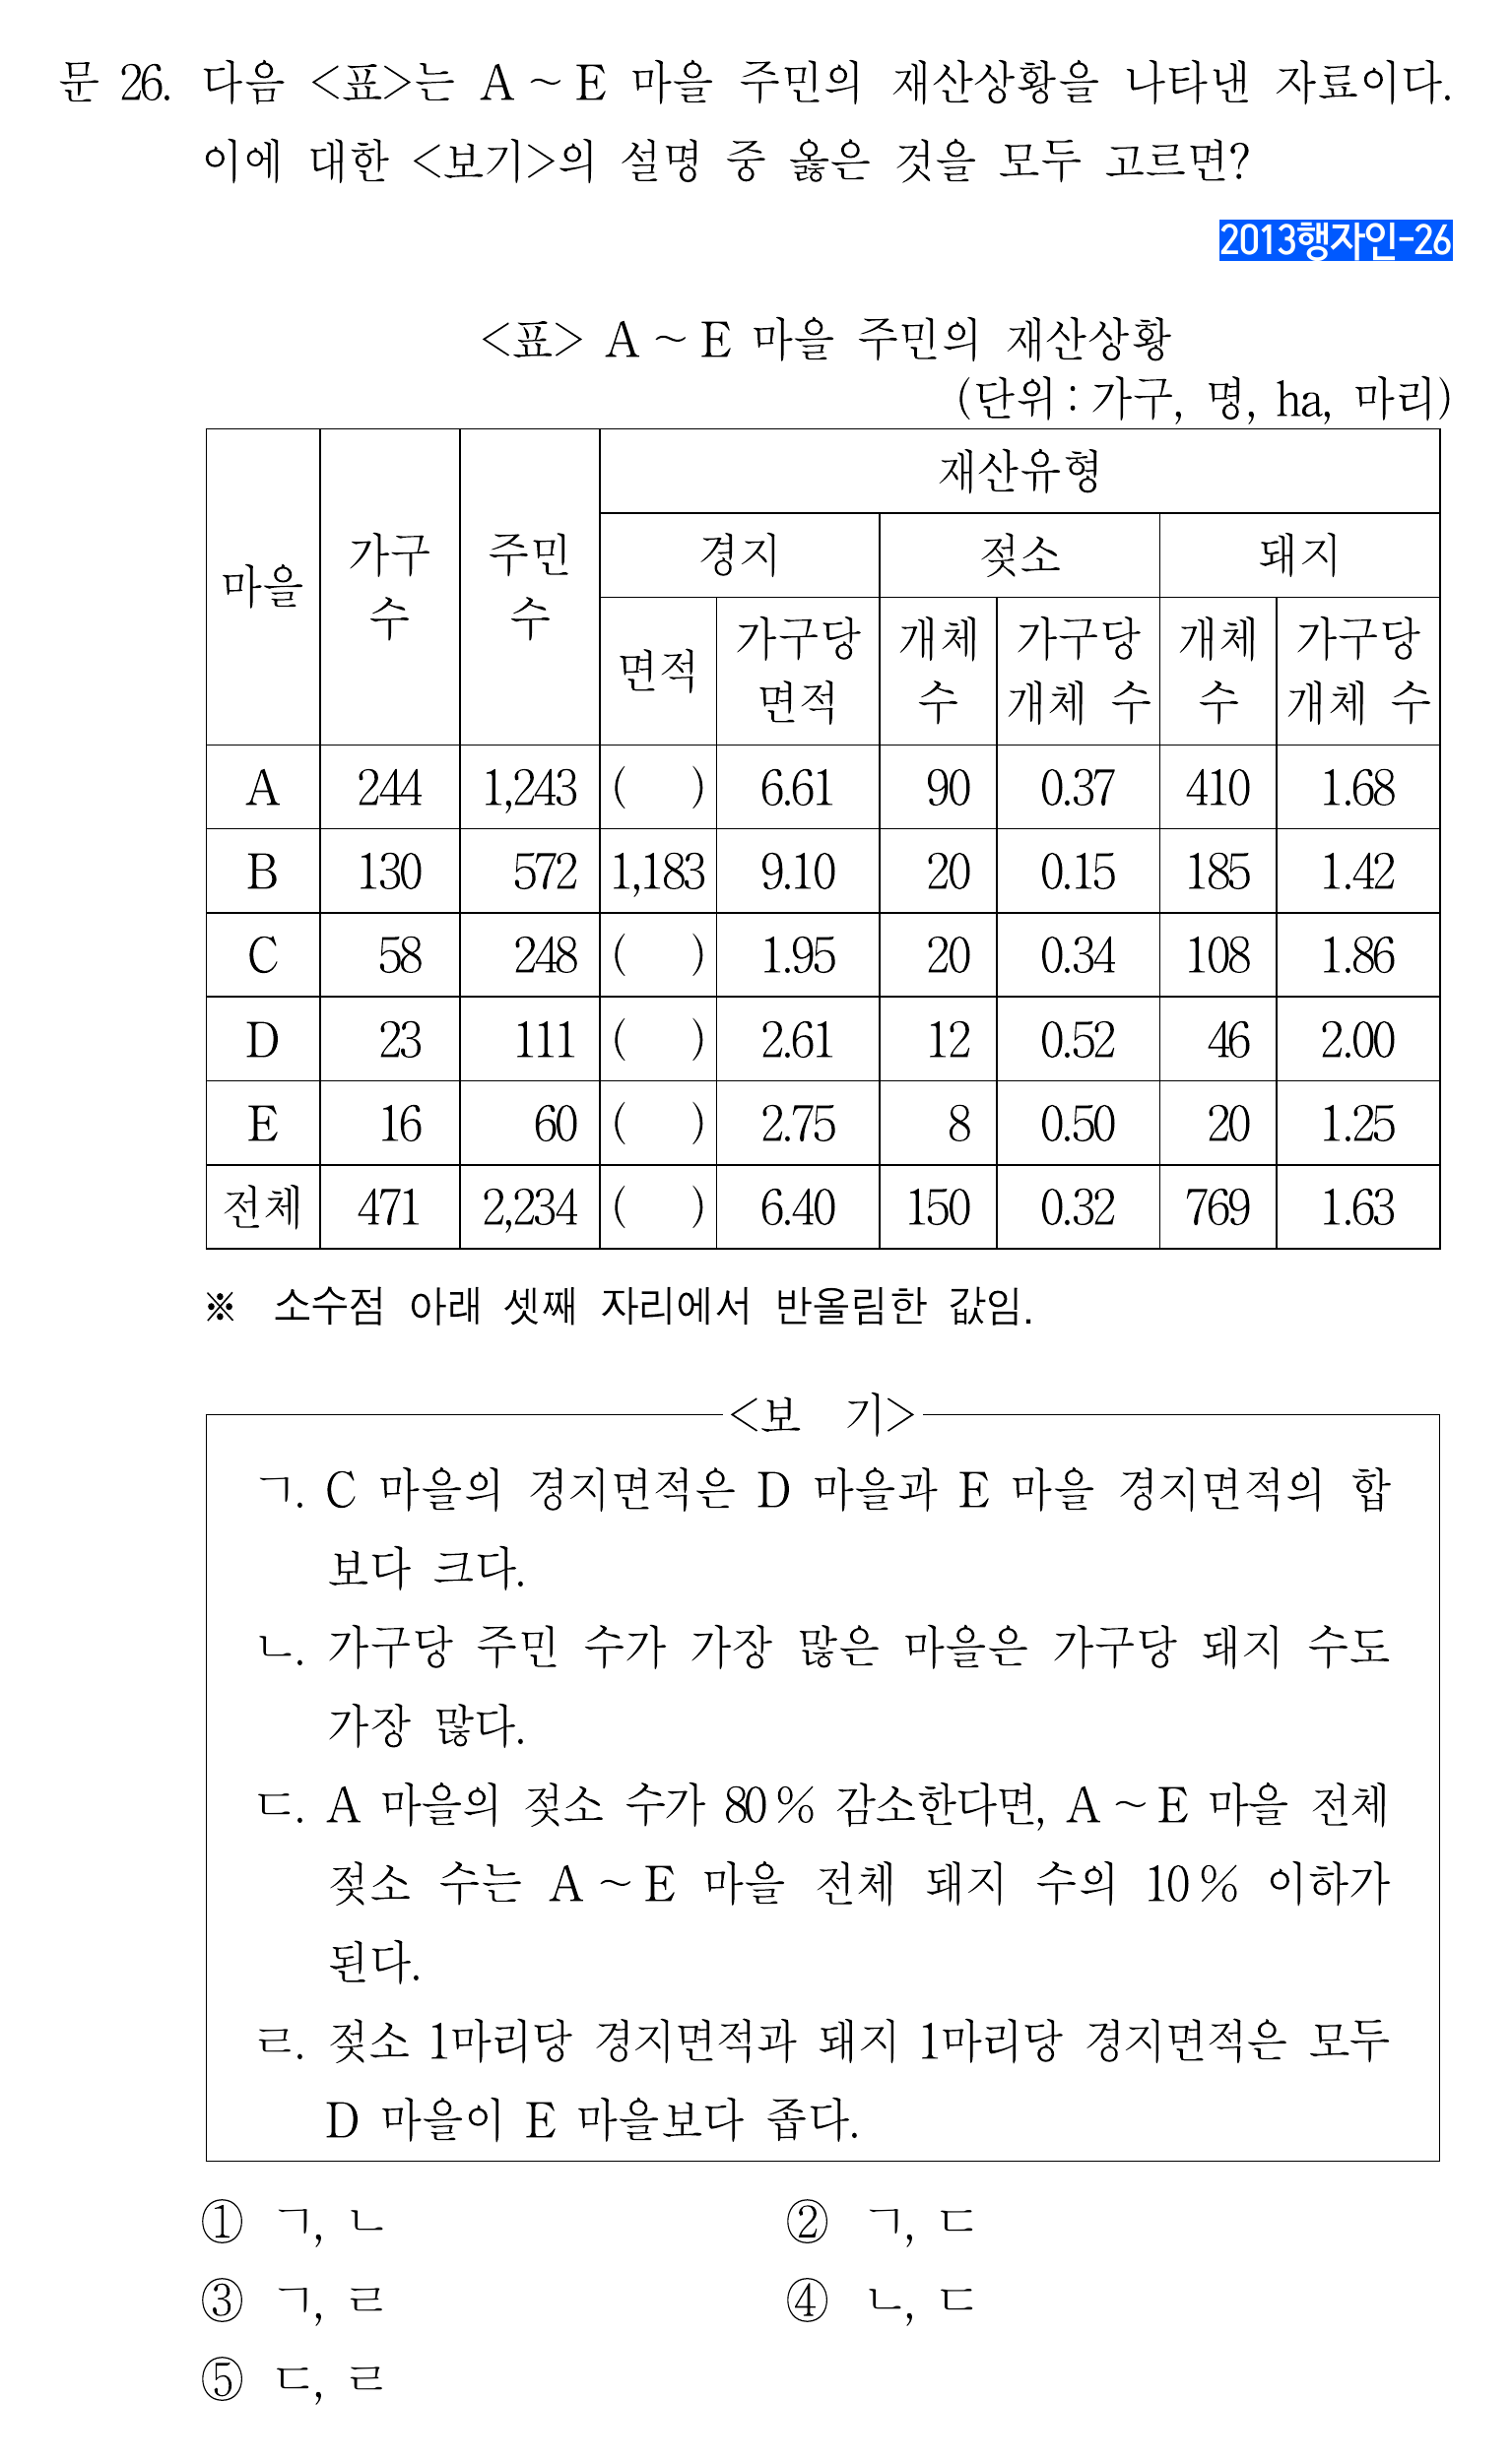 문 26. 다음 <표>는 A ~ E 마을 주민의 재산상황을 나타낸 자료이다.
이에 대한 <보기>의 설명 중 옳은 것을 모두 고르면?
2013행자인-26
<표> A ~ E 마을 주민의 재산상황
(단위 : 가구, 명, ha, 마리)
마을 가구 수 주민 수 재산유형
경지 젖소 돼지
면적 가구당 면적 개체 수 가구당 개체 수 개체 수 가구당 개체 수
A 244 1,243 ( ) 6.61 90 0.37 410 1.68
B 130 572 1,183 9.10 20 0.15 185 1.42
C 58 248 ( ) 1.95 20 0.34 108 1.86
D 23 111 ( ) 2.61 12 0.52 46 2.00
E 16 60 ( ) 2.75 8 0.50 20 1.25
전체 471 2,234 ( ) 6.40 150 0.32 769 1.63
※ 소수점 아래 셋째 자리에서 반올림한 값임.
<보 기>
ㄱ. C 마을의 경지면적은 D 마을과 E 마을 경지면적의 합
보다 크다.
ㄴ. 가구당 주민 수가 가장 많은 마을은 가구당 돼지 수도
가장 많다.
ㄷ. A 마을의 젖소 수가 80 % 감소한다면, A ~ E 마을 전체
젖소 수는 A ~ E 마을 전체 돼지 수의 10 % 이하가
된다.
ㄹ. 젖소 1마리당 경지면적과 돼지 1마리당 경지면적은 모두
D 마을이 E 마을보다 좁다.
① ㄱ, ㄴ ② ㄱ, ㄷ
③ ㄱ, ㄹ ④ ㄴ, ㄷ
⑤ ㄷ, ㄹ